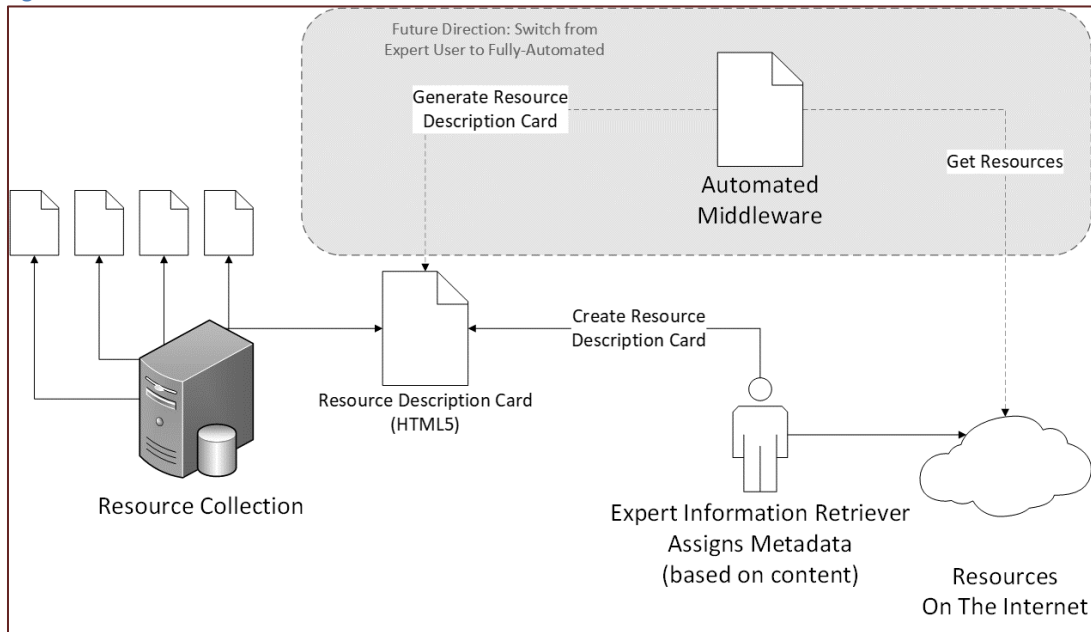 Future Direction: Switch from
Expert User to Fully-Automated
Generate Resource
Description Card
Get Resources
Automated
Middleware
Create Resource
Description Card
Resource Description Card
(HTML5)
Resource Collection
Expert Information Retriever
Assigns Metadata
(based on content)
Resources
On The Internet